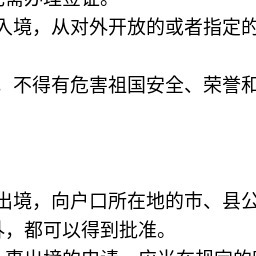 入境，从对外开放的或者指定的
，不得有危害祖国安全、荣誉和
出境，向户口所在地的市、县公
外，都可以得到批准。